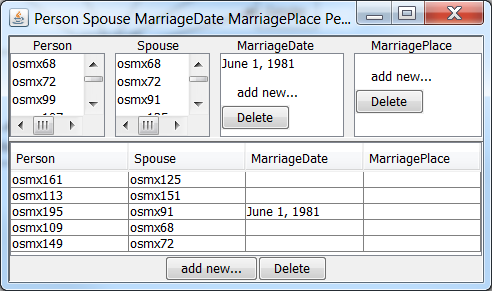 Person Spouse MarriageDate MarriagePlace Pe...
Person Spouse MarriageDate MarriagePlace
osmx68 osmx68 June 1, 1981
osmx72 osmx72 add new...
osmx99 osmx91 add new...
Delete Delete
Person Spouse MarriageDate MarriagePlace
osmx161 osmx125
osmx113 osmx151
osmx195 osmx91 June 1, 1981
osmx109 osmx68
osmx149 osmx72
add new... Delete